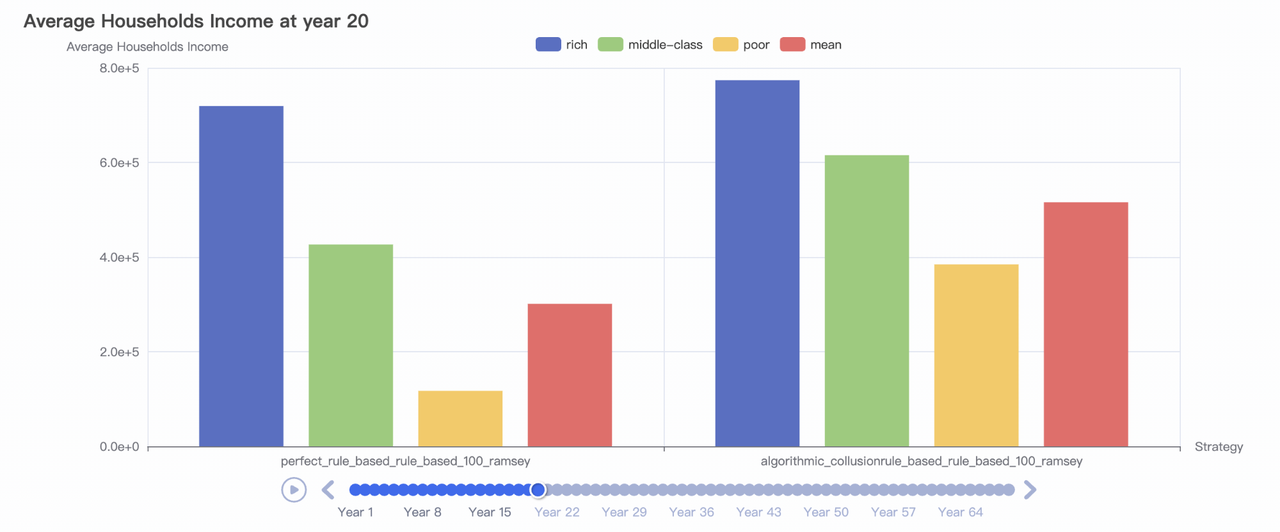 Average Households Income at year 20
Average Households Income
rich middle-class poor mean
8.0e+5
6.0e+5
4.0e+5
2.0e+5
0.0e+0
Strategy
perfect_rule_based_rule_based_100_ramsey algorithmic_collusionrule_based_rule_based_100_ramsey
Year 1 Year 8 Year 15 Year 22 Year 29 Year 36 Year 43 Year 50 Year 57 Year 64